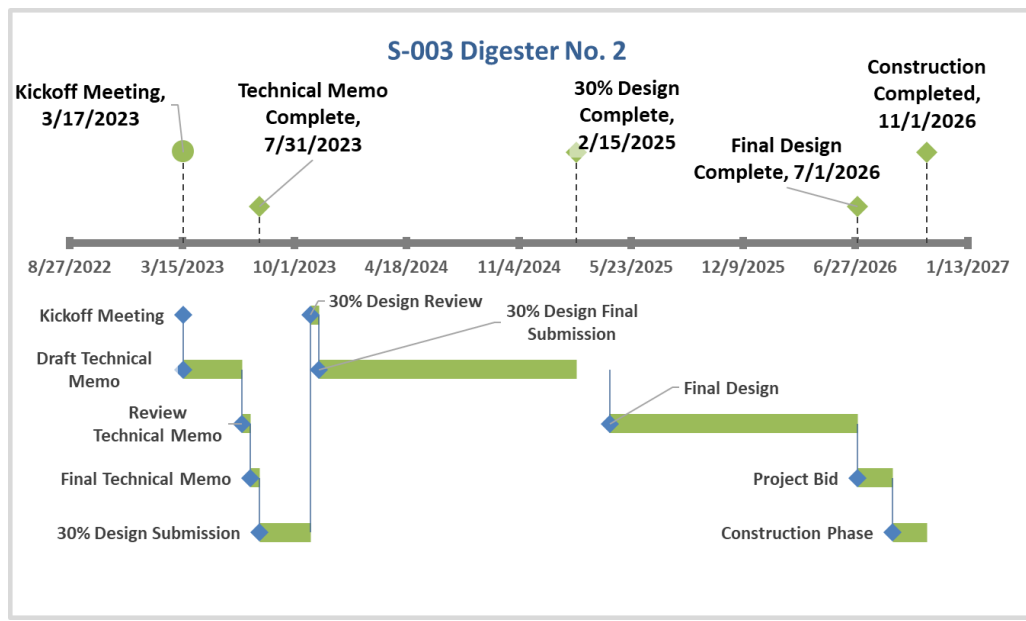 S-003 Digester No. 2
Kickoff Meeting,
3/17/2023
Technical Memo
Complete,
7/31/2023
30% Design
Complete,
2/15/2025
Final Design
Complete, 7/1/2026
Construction
Completed,
11/1/2026
8/27/2022
3/15/2023
10/1/2023
4/18/2024
11/4/2024
5/23/2025
12/9/2025
6/27/2026
1/13/2027
Kickoff Meeting
30% Design Review
30% Design Final
Submission
Draft Technical
Memo
Final Design
Review
Technical Memo
Final Technical Memo
Project Bid
30% Design Submission
Construction Phase